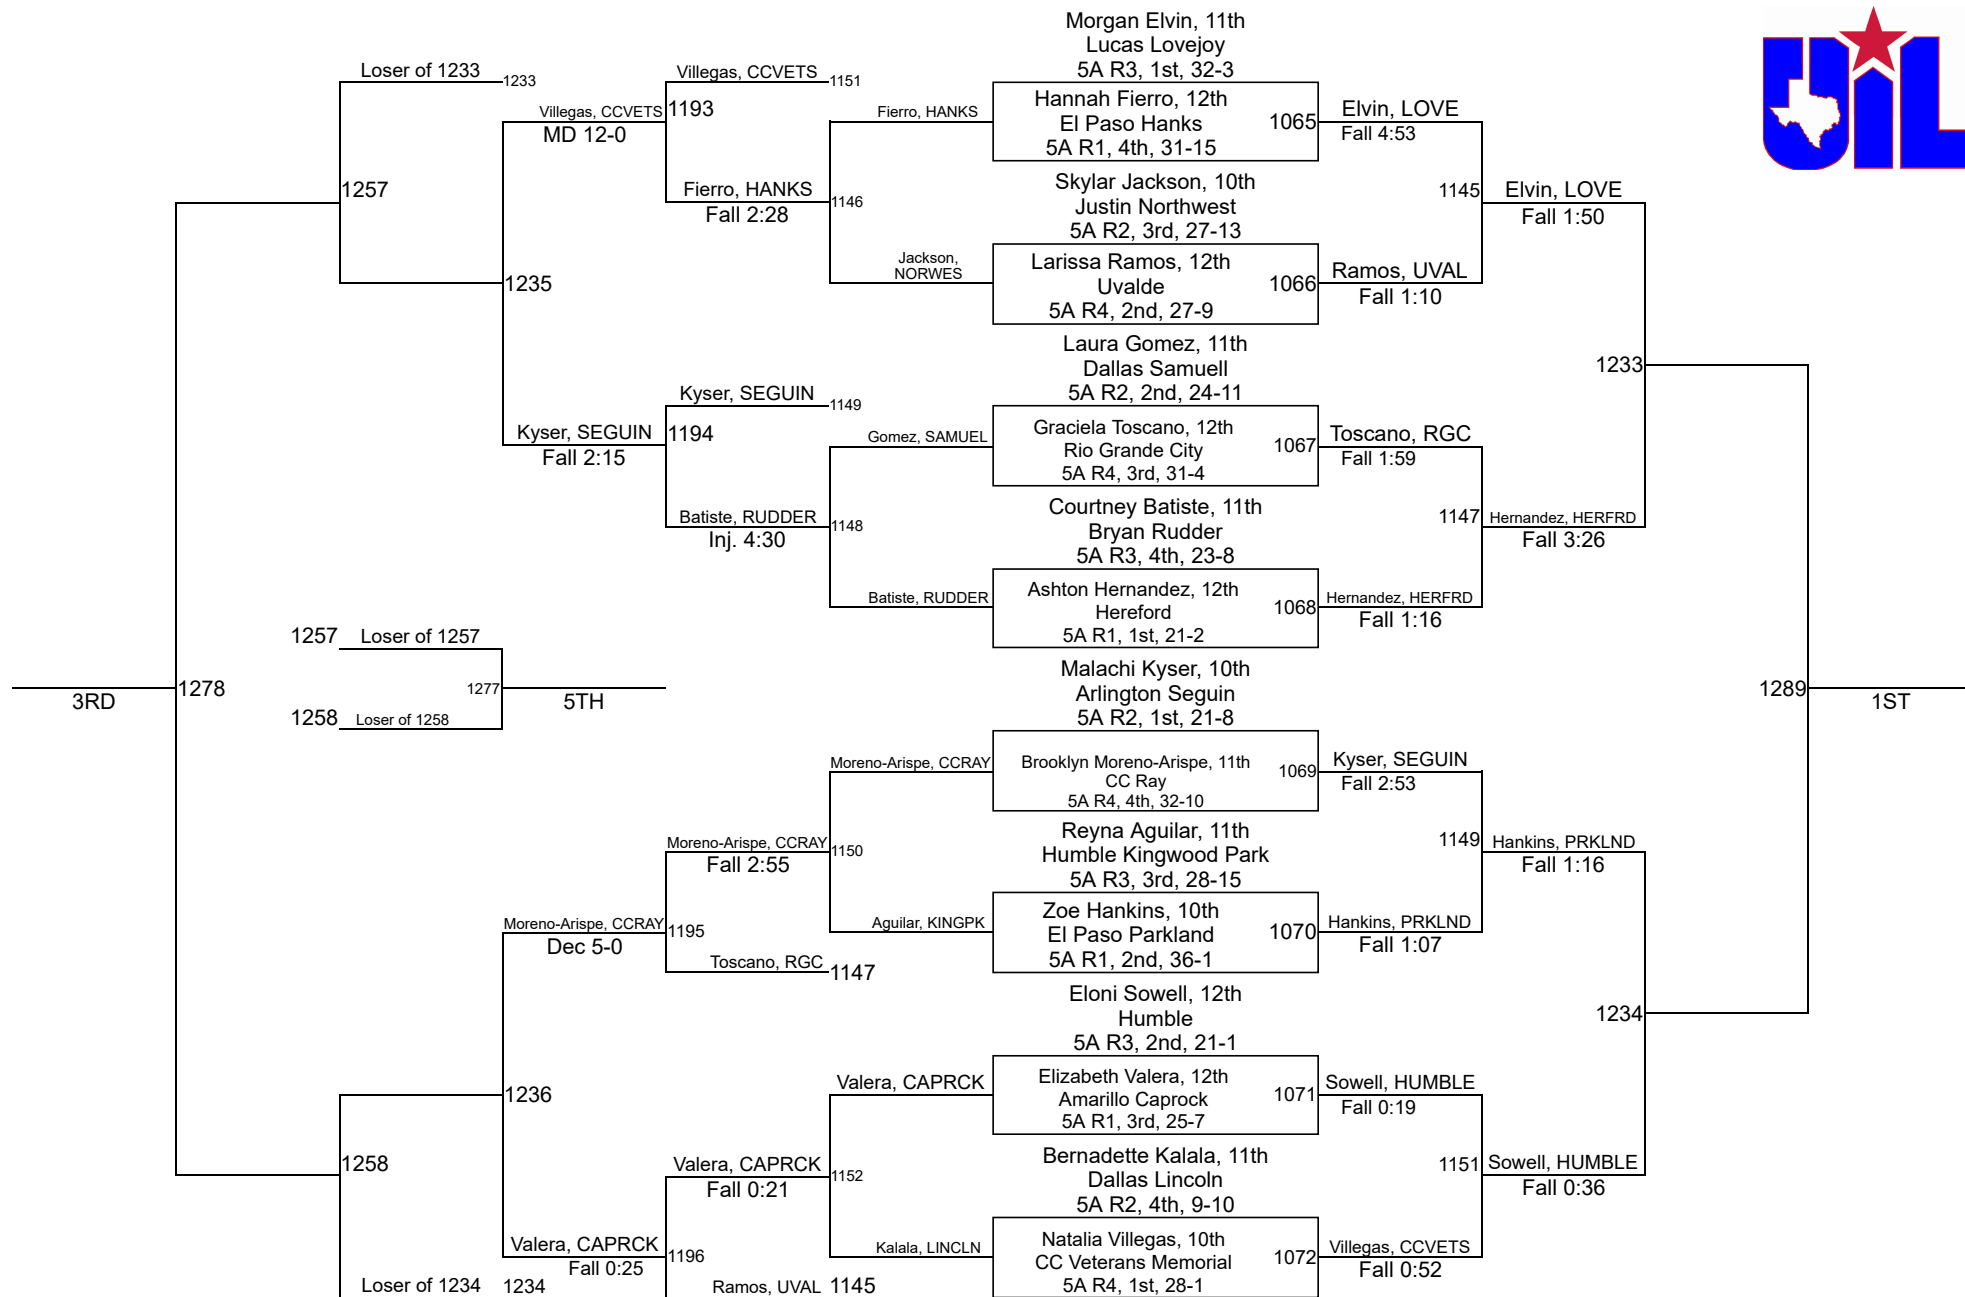 Morgan Elvin, 11th
Lucas Lovejoy
5A R3, 1st, 32-3
UIL
Loser of 1233
1233
Villegas, CCVETS
1151
Villegas, CCVETS
1193
MD 12-0
Fierro, HANKS
Hannah Fierro, 12th
El Paso Hanks
5A R1, 4th, 31-15
1065
Elvin, LOVE
Fall 4:53
1257
Fierro, HANKS
Fall 2:28
1146
Skylar Jackson, 10th
Justin Northwest
5A R2, 3rd, 27-13
1145
Elvin, LOVE
Fall 1:50
1235
Jackson,
NORWES
Larissa Ramos, 12th
Uvalde
5A R4, 2nd, 27-9
1066
Ramos, UVAL
Fall 1:10
Laura Gomez, 11th
Dallas Samuell
5A R2, 2nd, 24-11
1233
Kyser, SEGUIN
1149
Kyser, SEGUIN
1194
Fall 2:15
Gomez, SAMUEL
Graciela Toscano, 12th
Rio Grande City
5A R4, 3rd, 31-4
1067
Toscano, RGC
Fall 1:59
Batiste, RUDDER
Inj. 4:30
1148
Courtney Batiste, 11th
Bryan Rudder
5A R3, 4th, 23-8
1147
Hernandez, HERFRD
Fall 3:26
Batiste, RUDDER
Ashton Hernandez, 12th
Hereford
5A R1, 1st, 21-2
1068
Hernandez, HERFRD
Fall 1:16
1257
Loser of 1257
3RD
1278
1277
5TH
1258
Loser of 1258
Malachi Kyser, 10th
Arlington Seguin
5A R2, 1st, 21-8
1289
1ST
Moreno-Arispe, CCRAY
Brooklyn Moreno-Arispe, 11th
CC Ray
5A R4, 4th, 32-10
1069
Kyser, SEGUIN
Fall 2:53
Moreno-Arispe, CCRAY
Fall 2:55
1150
Reyna Aguilar, 11th
Humble Kingwood Park
5A R3, 3rd, 28-15
1149
Hankins, PRKLND
Fall 1:16
Moreno-Arispe, CCRAY
Dec 5-0
1195
Aguilar, KINGPK
Zoe Hankins, 10th
El Paso Parkland
5A R1, 2nd, 36-1
1070
Hankins, PRKLND
Fall 1:07
Toscano, RGC
1147
Eloni Sowell, 12th
Humble
5A R3, 2nd, 21-1
1234
1236
Valera, CAPRCK
Elizabeth Valera, 12th
Amarillo Caprock
5A R1, 3rd, 25-7
1071
Sowell, HUMBLE
Fall 0:19
1258
Valera, CAPRCK
Fall 0:21
1152
Bernadette Kalala, 11th
Dallas Lincoln
5A R2, 4th, 9-10
1151
Sowell, HUMBLE
Fall 0:36
Valera, CAPRCK
Fall 0:25
1196
Kalala, LINCLN
Natalia Villegas, 10th
CC Veterans Memorial
5A R4, 1st, 28-1
1072
Villegas, CCVETS
Fall 0:52
Loser of 1234
1234
Ramos, UVAL
1145